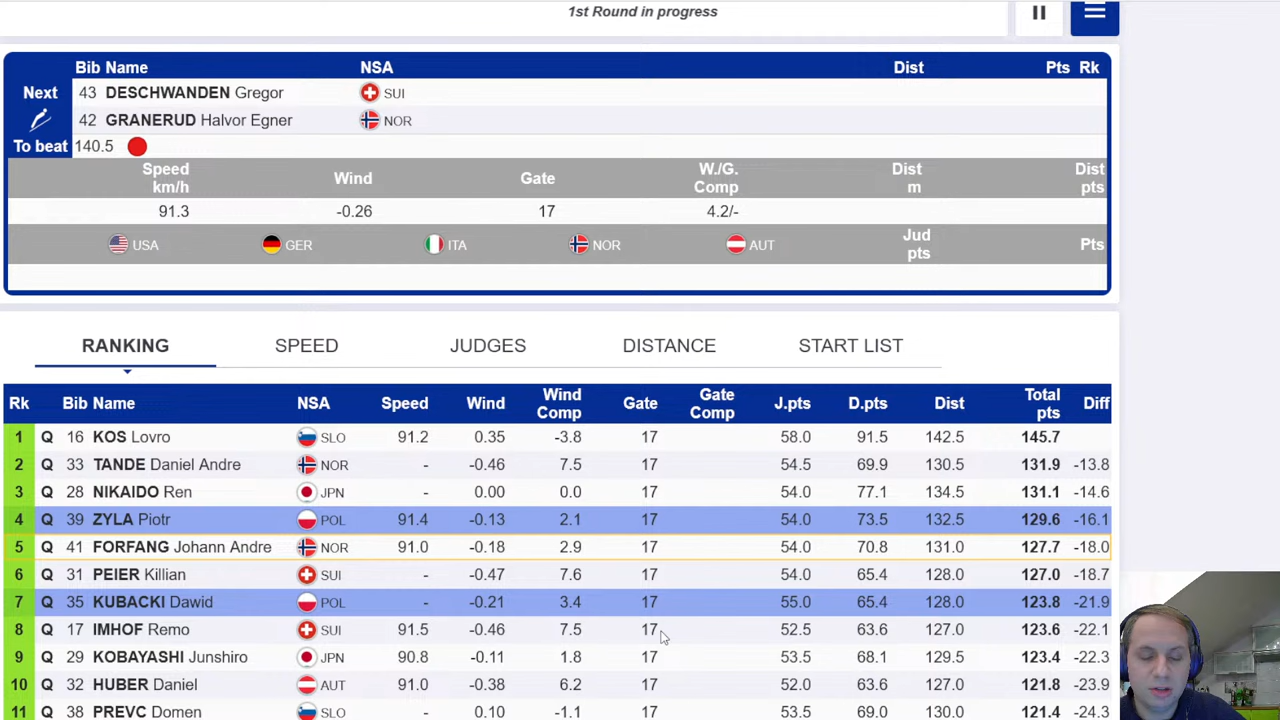 1st Round in progress
Bib Name NSA Dist Pts Rk
Next 43 DESCHWANDEN Gregor SUI
42 GRANERUD Halvor Egner NOR
To beat 140.5
Speed km/h Wind Gate W./G. Comp Dist m Dist pts
91.3 -0.26 17 4.2/-
USA GER ITA NOR AUT Jud pts Pts
RANKING SPEED JUDGES DISTANCE START LIST
Rk Bib Name NSA Speed Wind Wind Comp Gate Gate Comp J.pts D.pts Dist Total pts Diff
1 Q 16 KOS Lovro SLO 91.2 0.35 -3.8 17 58.0 91.5 142.5 145.7
2 Q 33 TANDE Daniel Andre NOR - -0.46 7.5 17 54.5 69.9 130.5 131.9 -13.8
3 Q 28 NIKAIDO Ren JPN - 0.00 0.0 17 54.0 77.1 134.5 131.1 -14.6
4 Q 39 ZYLA Piotr POL 91.4 -0.13 2.1 17 54.0 73.5 132.5 129.6 -16.1
5 Q 41 FORFANG Johann Andre NOR 91.0 -0.18 2.9 17 54.0 70.8 131.0 127.7 -18.0
6 Q 31 PEIER Killian SUI - -0.47 7.6 17 54.0 65.4 128.0 127.0 -18.7
7 Q 35 KUBACKI Dawid POL - -0.21 3.4 17 55.0 65.4 128.0 123.8 -21.9
8 Q 17 IMHOF Remo SUI 91.5 -0.46 7.5 17 52.5 63.6 127.0 123.6 -22.1
9 Q 29 KOBAYASHI Junshiro JPN 90.8 -0.11 1.8 17 53.5 68.1 129.5 123.4 -22.3
10 Q 32 HUBER Daniel AUT 91.0 -0.38 6.2 17 52.0 63.6 127.0 121.8 -23.9
11 Q 38 PREVC Domen SLO - 0.10 -1.1 17 53.5 69.0 130.0 121.4 -24.3